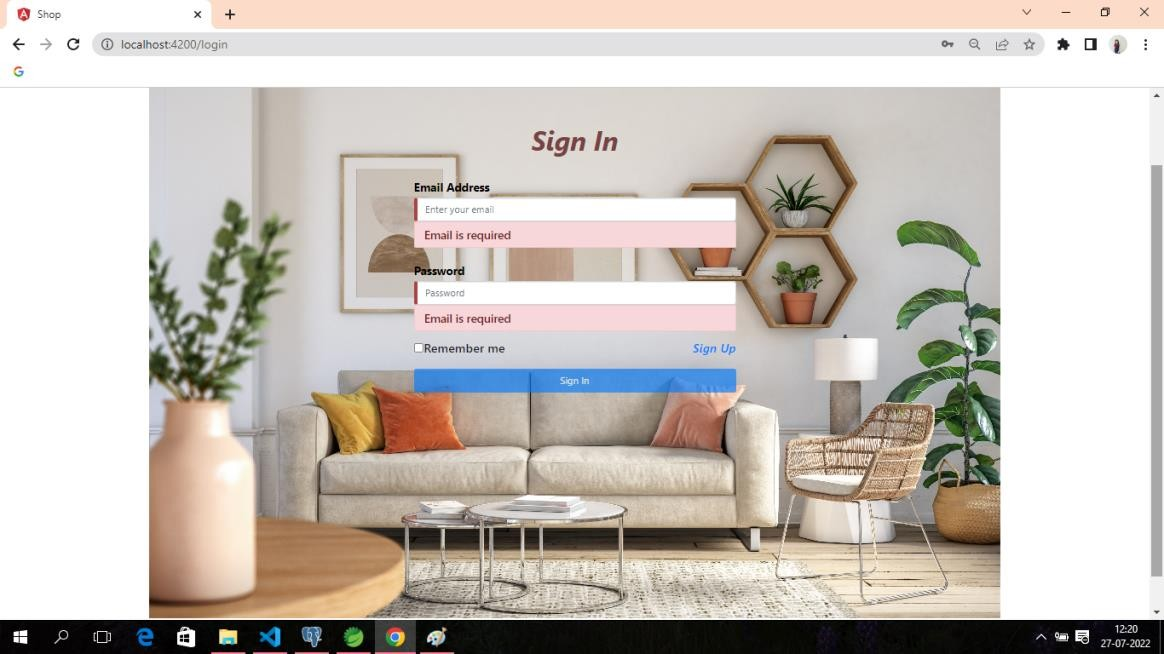 Shop
localhost:4200/login
Sign In
Email Address
Enter your email
Email is required
Password
Password
Email is required
Remember me
Sign Up
Sign In
12:20
27-07-2022